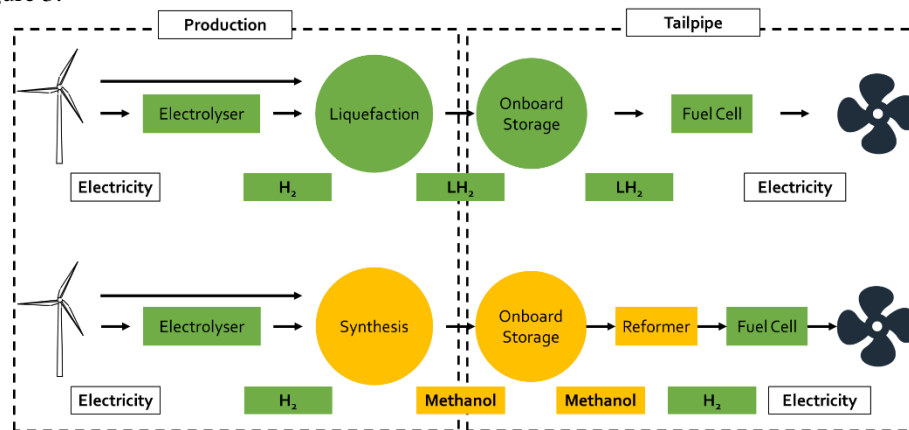 Production
Tailpipe
Electrolyser
Liquefaction
Onboard
Storage
Fuel Cell
Electricity
H₂
LH₂
LH₂
Electricity
Electrolyser
Synthesis
Onboard
Storage
Reformer
Fuel Cell
Electricity
H₂
Methanol
Methanol
H₂
Electricity